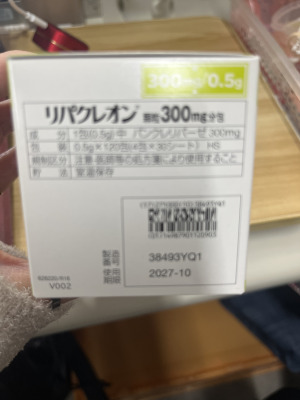 300mg/0.5g
リパクレオン 顆粒300mg分包
成分 1包(0.5g)中 パンクレリパーゼ 300mg
包装 0.5g×120包(4包×30シート) HS
規制区分 注意-医師等の処方箋により使用すること
貯法 室温保存
製造番号 38493YQ1
使用期限 2027-10
V002